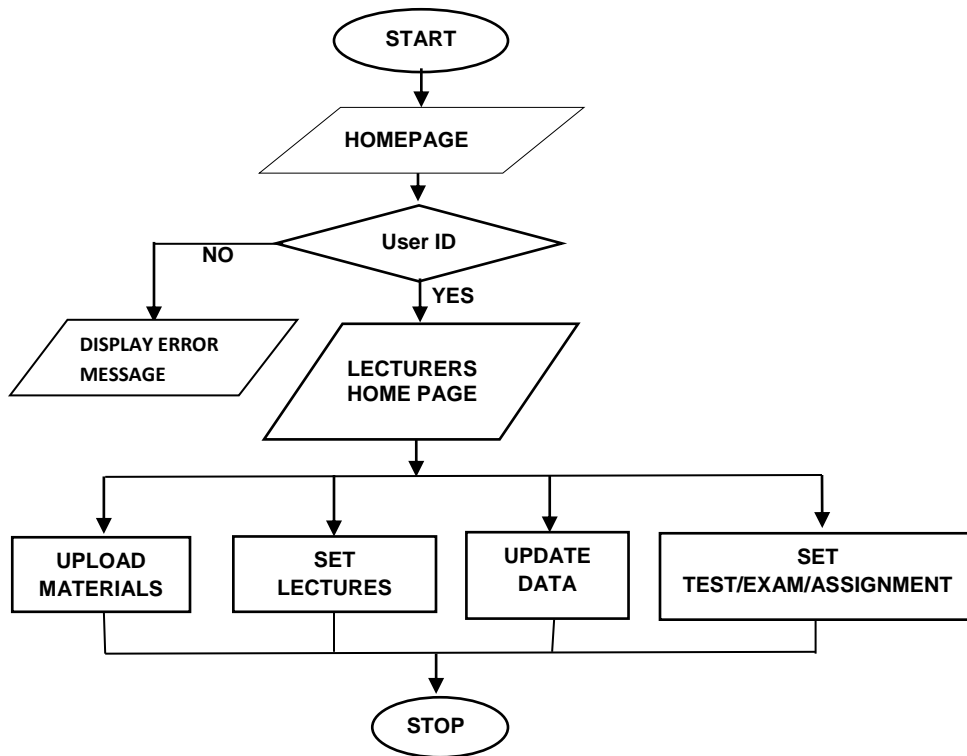 START
HOMEPAGE
User ID
NO
YES
DISPLAY ERROR
MESSAGE
LECTURERS
HOME PAGE
UPLOAD
MATERIALS
SET
LECTURES
UPDATE
DATA
SET
TEST/EXAM/ASSIGNMENT
STOP